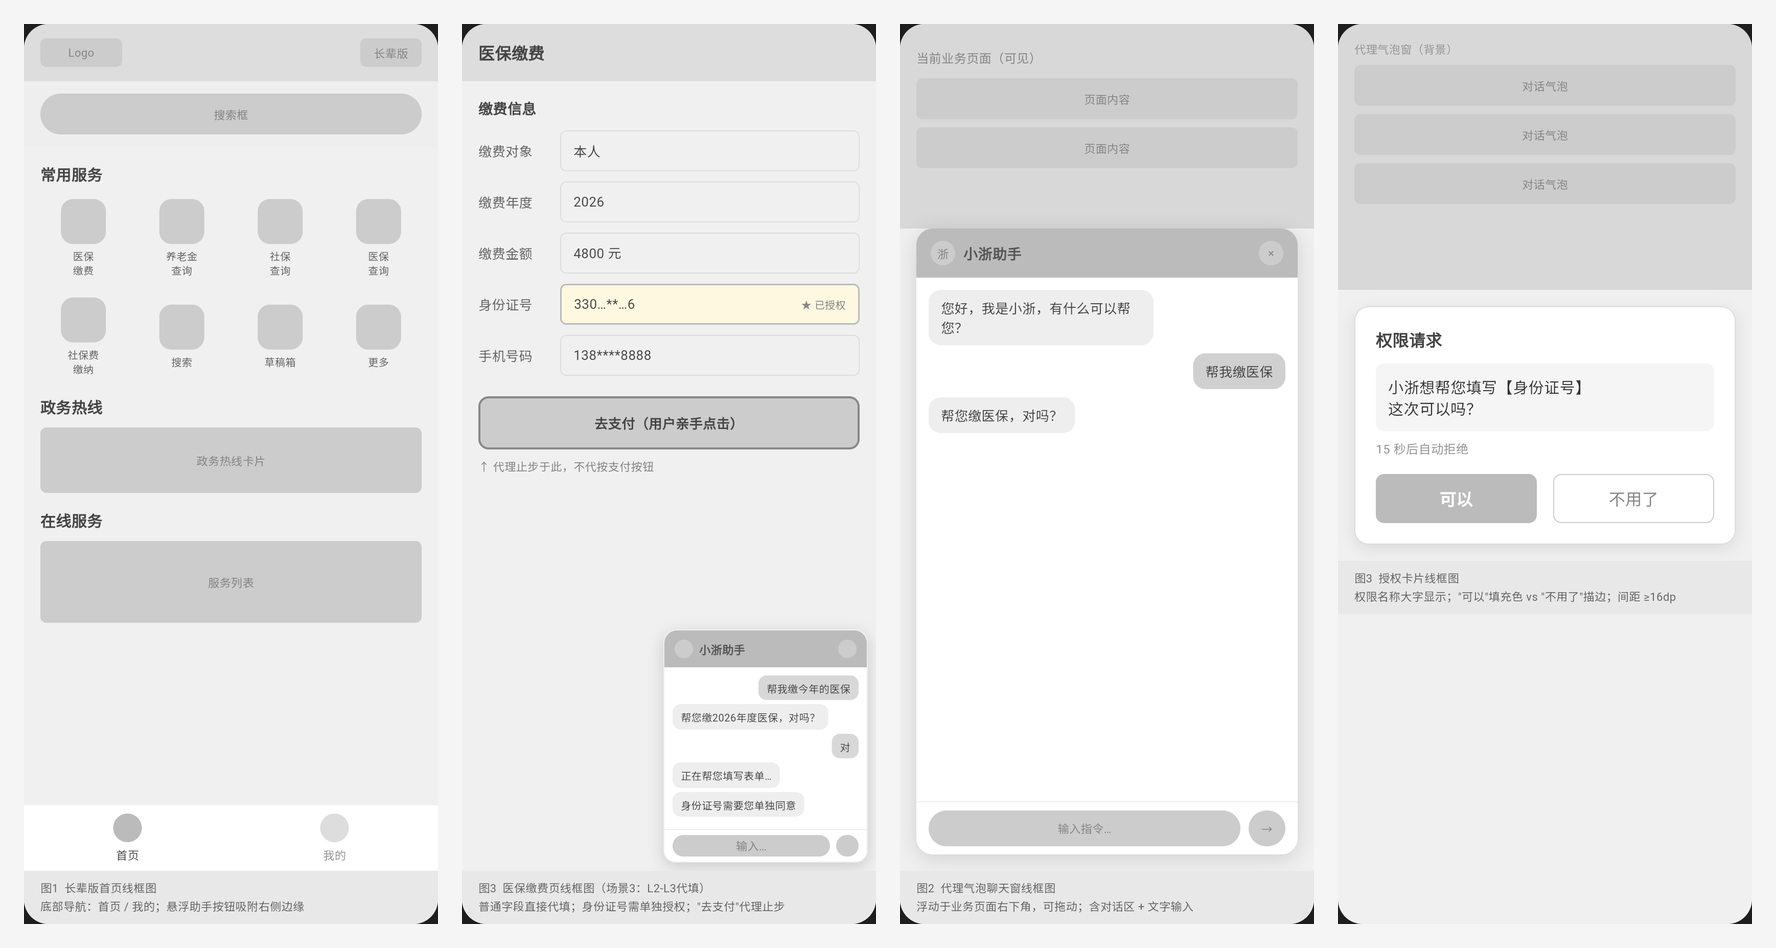 Logo
长辈版
搜索框
常用服务
医保
缴费
养老金
查询
社保
查询
医保
查询
社保费
缴纳
搜索
草稿箱
更多
政务热线
政务热线卡片
在线服务
服务列表
首页
我的
图1 长辈版首页线框图
底部导航：首页 / 我的；悬浮助手按钮吸附右侧边缘
医保缴费
缴费信息
缴费对象
本人
缴费年度
2026
缴费金额
4800 元
身份证号
330...**...6
★ 已授权
手机号码
138****8888
去支付（用户亲手点击）
↑ 代理止步于此，不代按支付按钮
小浙助手
帮我缴今年的医保
帮您缴2026年度医保，对吗？
对
正在帮您填写表单...
身份证号需要您单独同意
输入...
图3 医保缴费页线框图（场景3：L2-L3代填）
普通字段直接代填；身份证号需单独授权；"去支付"代理止步
当前业务页面（可见）
页面内容
页面内容
浙
小浙助手
×
您好，我是小浙，有什么可以帮
您？
帮我缴医保
帮您缴医保，对吗？
输入指令...
→
图2 代理气泡聊天窗线框图
浮动于业务页面右下角，可拖动；含对话区 + 文字输入
代理气泡窗（背景）
对话气泡
对话气泡
对话气泡
权限请求
小浙想帮您填写【身份证号】
这次可以吗？
15 秒后自动拒绝
可以
不用了
图3 授权卡片线框图
权限名称大字显示；"可以"填充色 vs "不用了"描边；间距 ≥16dp